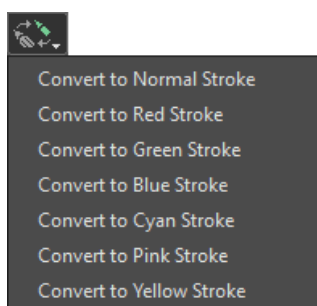 Convert to Normal Stroke
Convert to Red Stroke
Convert to Green Stroke
Convert to Blue Stroke
Convert to Cyan Stroke
Convert to Pink Stroke
Convert to Yellow Stroke